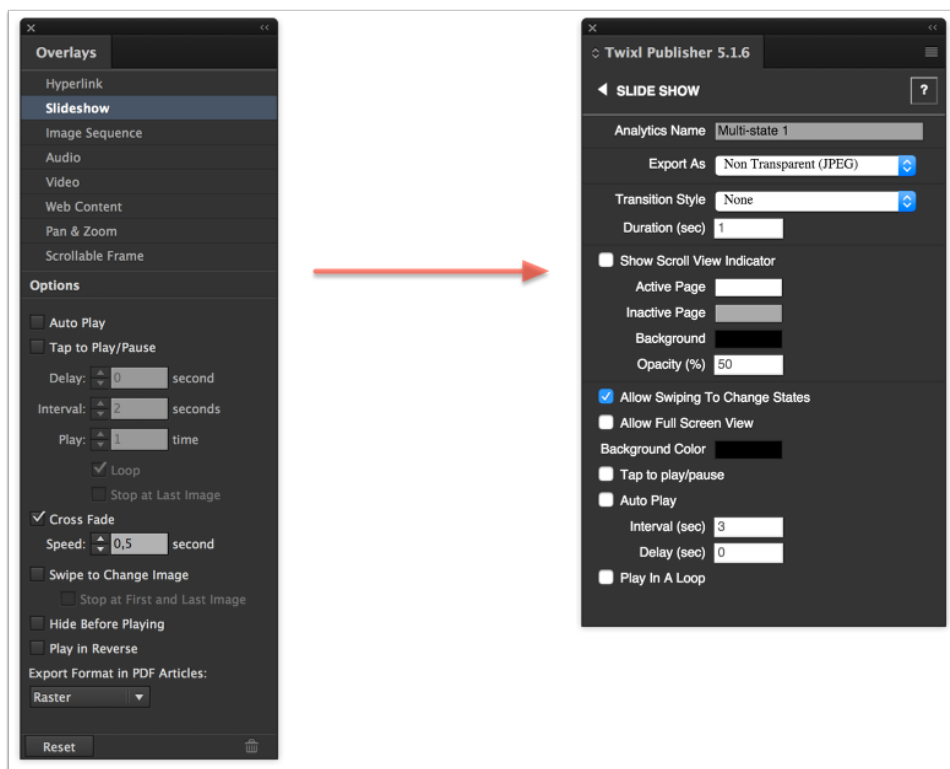 Overlays
Hyperlink
Slideshow
Image Sequence
Audio
Video
Web Content
Pan & Zoom
Scrollable Frame
Options
Auto Play
Tap to Play/Pause
Delay: 0 second
Interval: 2 seconds
Play: 1 time
Loop
Stop at Last Image
Cross Fade
Speed: 0,5 second
Swipe to Change Image
Stop at First and Last Image
Hide Before Playing
Play in Reverse
Export Format in PDF Articles:
Raster
Reset
Twixl Publisher 5.1.6
SLIDE SHOW ?
Analytics Name Multi-state 1
Export As Non Transparent (JPEG)
Transition Style None
Duration (sec) 1
Show Scroll View Indicator
Active Page
Inactive Page
Background
Opacity (%) 50
Allow Swiping To Change States
Allow Full Screen View
Background Color
Tap to play/pause
Auto Play
Interval (sec) 3
Delay (sec) 0
Play In A Loop